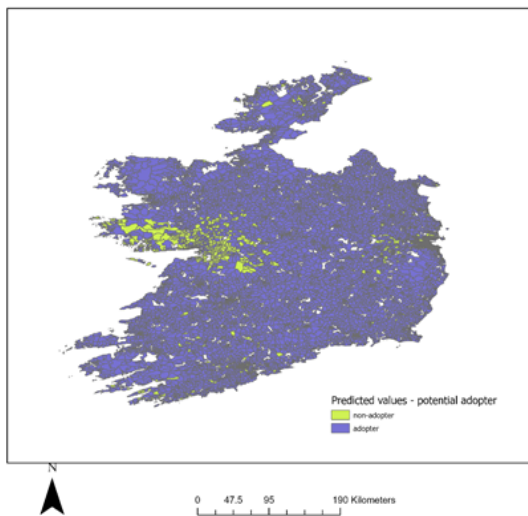 Predicted values - potential adopter
non-adopter
adopter
N
0 47.5 95 190 Kilometers